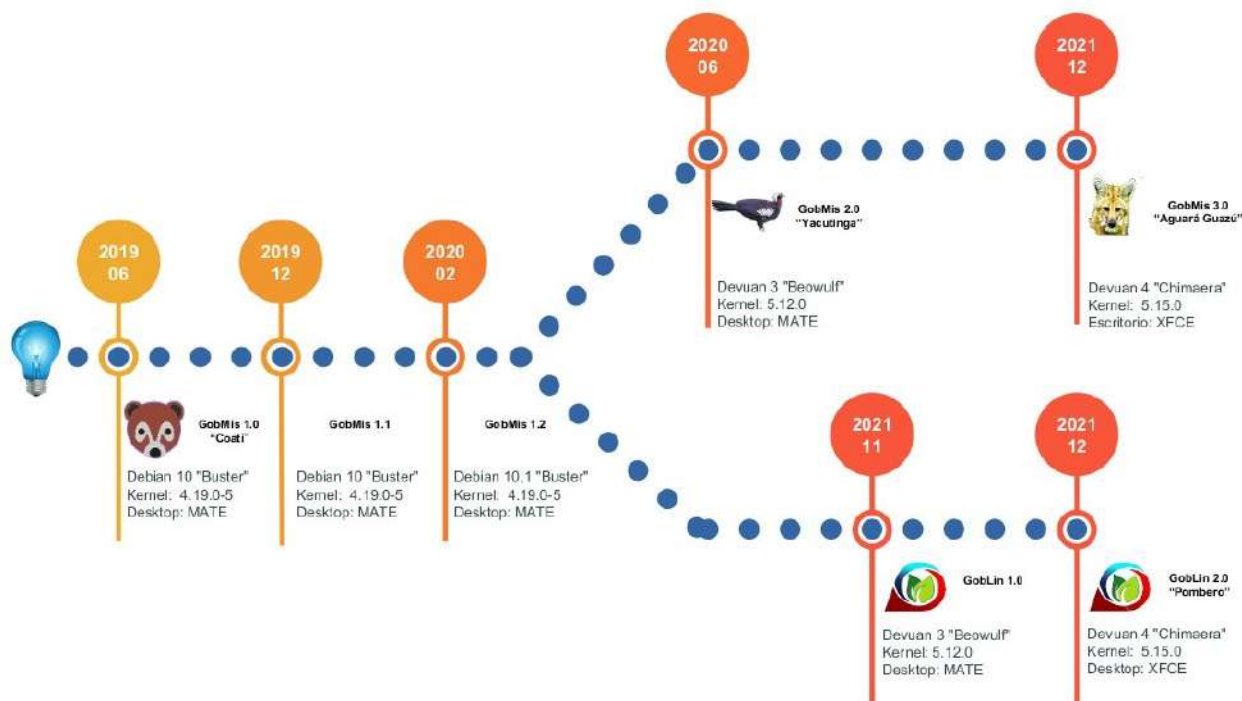 2019
06
GobMis 1.0
"Coatí"
Debian 10 "Buster"
Kernel: 4.19.0-5
Desktop: MATE
2019
12
GobMis 1.1
Debian 10 "Buster"
Kernel: 4.19.0-5
Desktop: MATE
2020
02
GobMis 1.2
Debian 10.1 "Buster"
Kernel: 4.19.0-5
Desktop: MATE
2020
06
GobMis 2.0
"Yacutinga"
Devuan 3 "Beowulf"
Kernel: 5.12.0
Desktop: MATE
2021
12
GobMis 3.0
"Aguará Guazú"
Devuan 4 "Chimaera"
Kernel: 5.15.0
Escritorio: XFCE
2021
11
GobLin 1.0
Devuan 3 "Beowulf"
Kernel: 5.12.0
Desktop: MATE
2021
12
GobLin 2.0
"Pombero"
Devuan 4 "Chimaera"
Kernel: 5.15.0
Desktop: XFCE